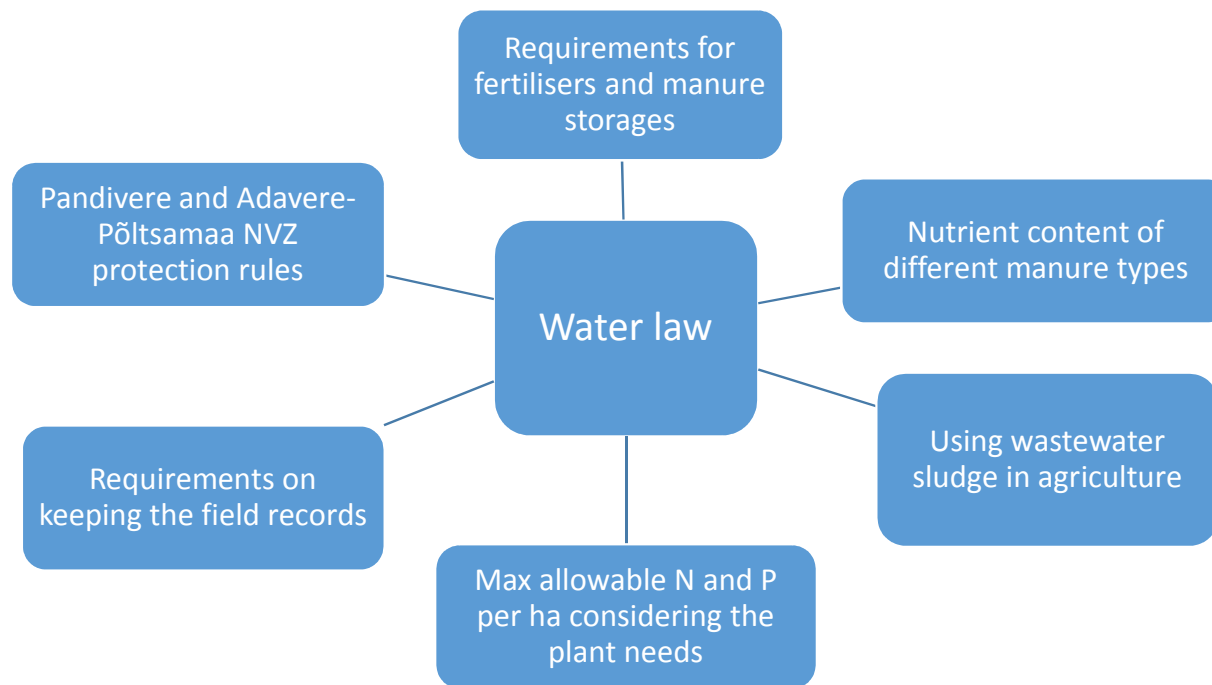 Requirements for
fertilisers and manure
storages
Pandivere and Adavere-
Põltsamaa NVZ
protection rules
Nutrient content of
different manure types
Water law
Using wastewater
sludge in agriculture
Requirements on
keeping the field records
Max allowable N and P
per ha considering the
plant needs